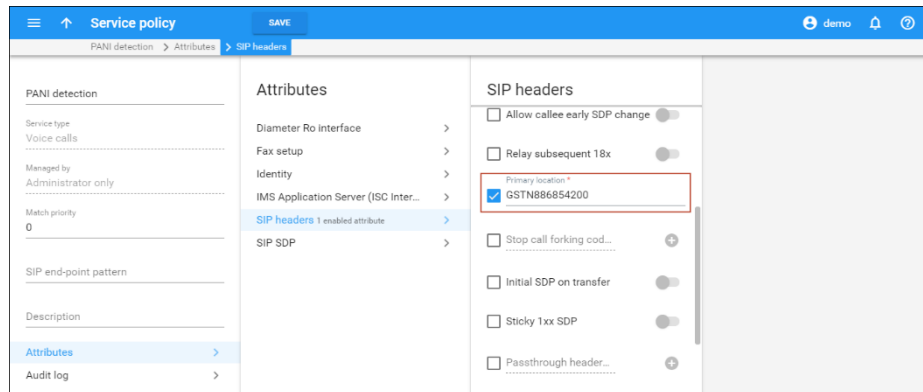 Service policy
SAVE
demo
PANI detection > Attributes > SIP headers
PANI detection
Service type
Voice calls
Managed by
Administrator only
Match priority
0
SIP end-point pattern
Description
Attributes
Audit log
Attributes
Diameter Ro interface
Fax setup
Identity
IMS Application Server (ISC Inter...
SIP headers 1 enabled attribute
SIP SDP
SIP headers
Allow callee early SDP change
Relay subsequent 18x
Primary location *
GSTN886854200
Stop call forking cod...
Initial SDP on transfer
Sticky 1xx SDP
Passthrough header...